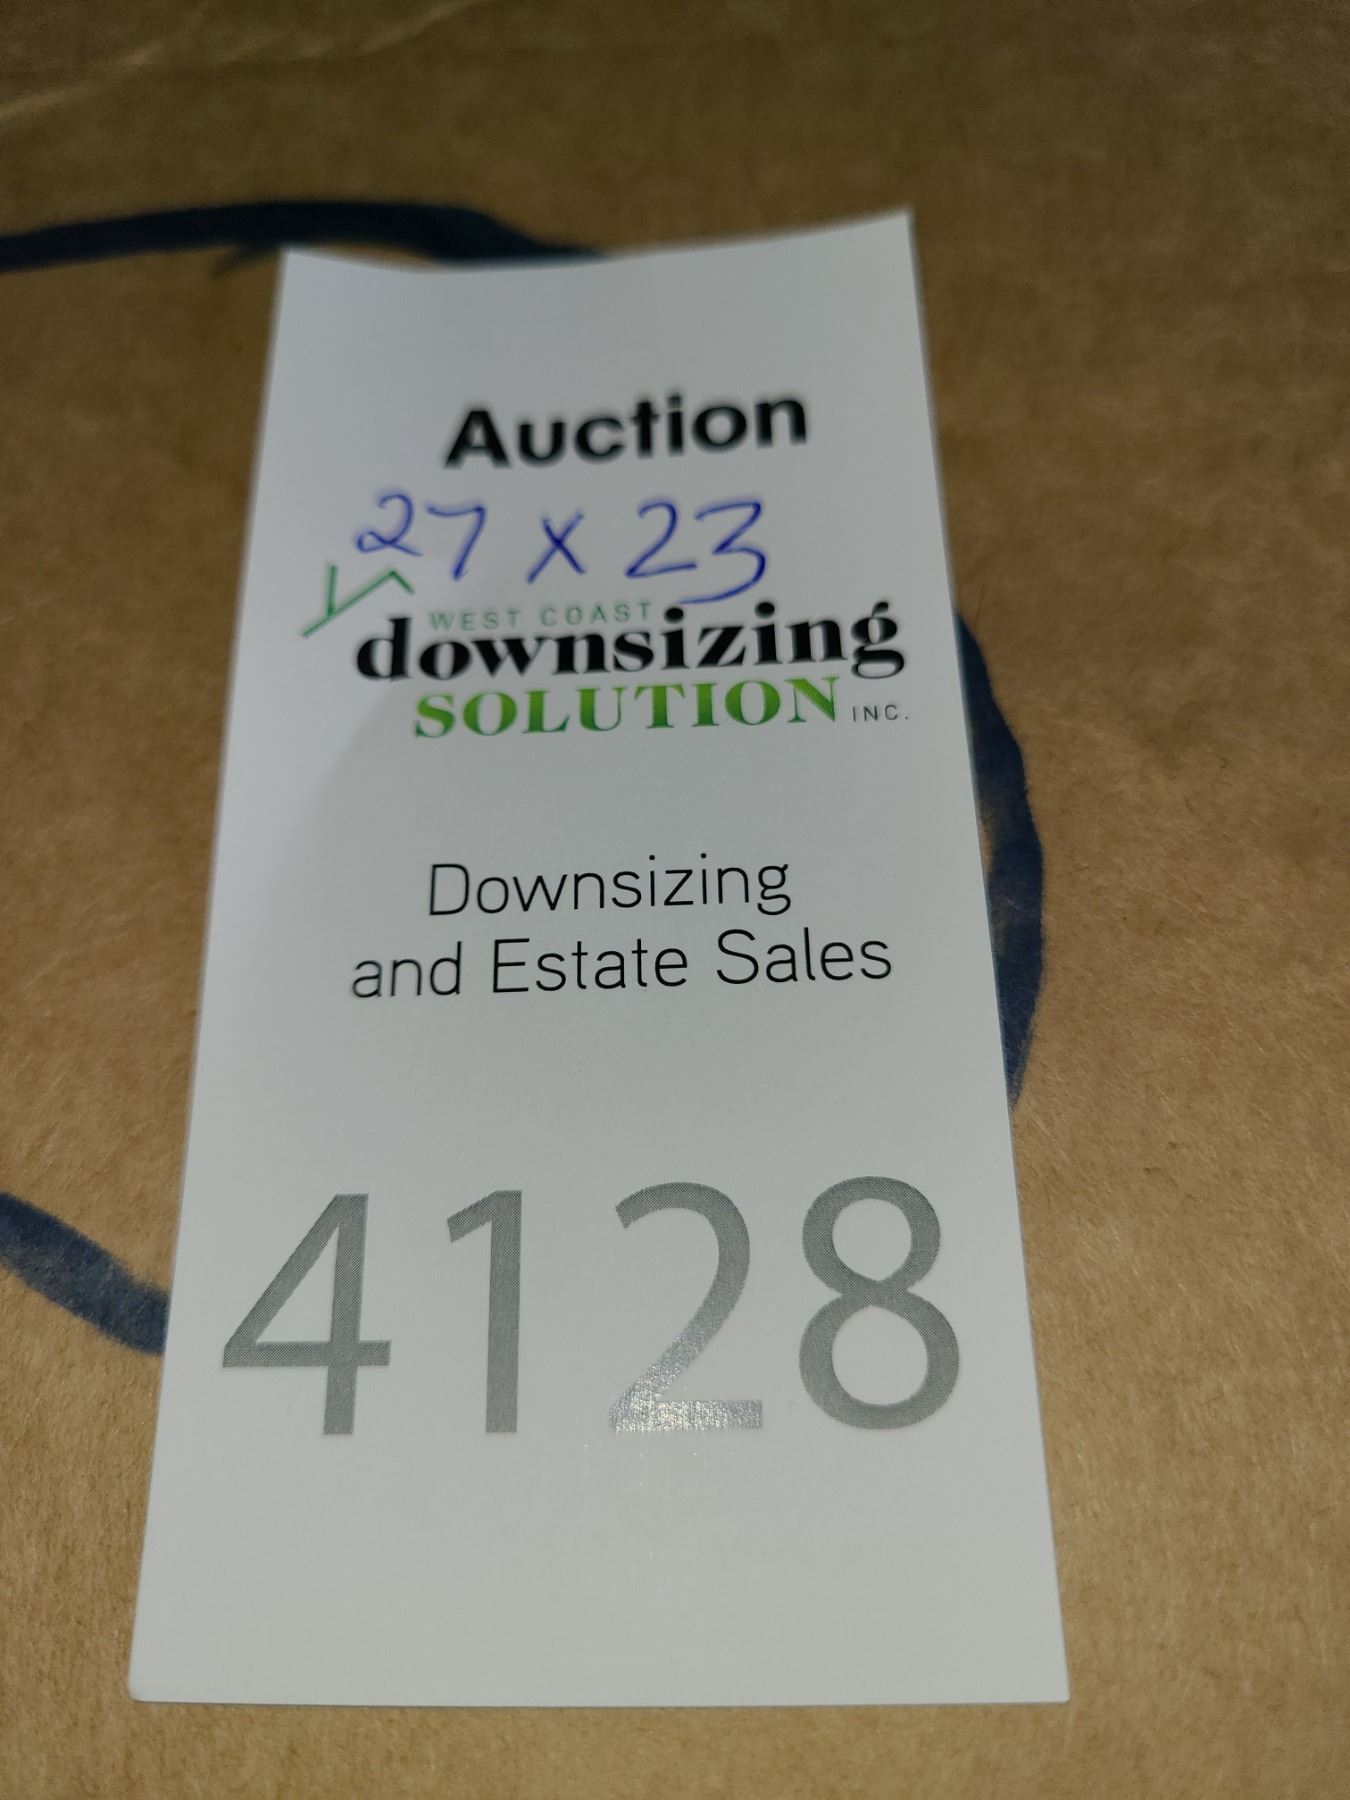 Auction
27 x 23
WEST COAST
downsizing
SOLUTION INC.
Downsizing
and Estate Sales
4128